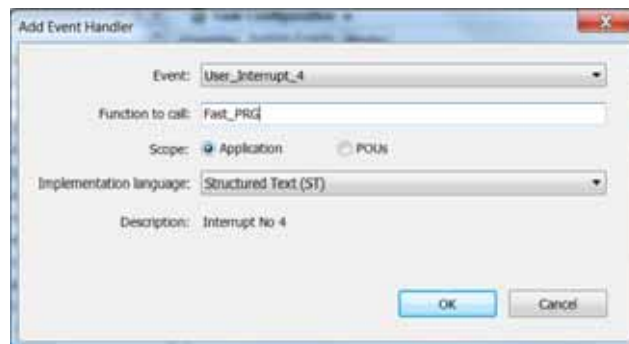 Add Event Handler
Event: User_Interrupt_4
Function to call: Fast_PRG
Scope: Application POUs
Implementation language: Structured Text (ST)
Description: Interrupt No 4
OK Cancel